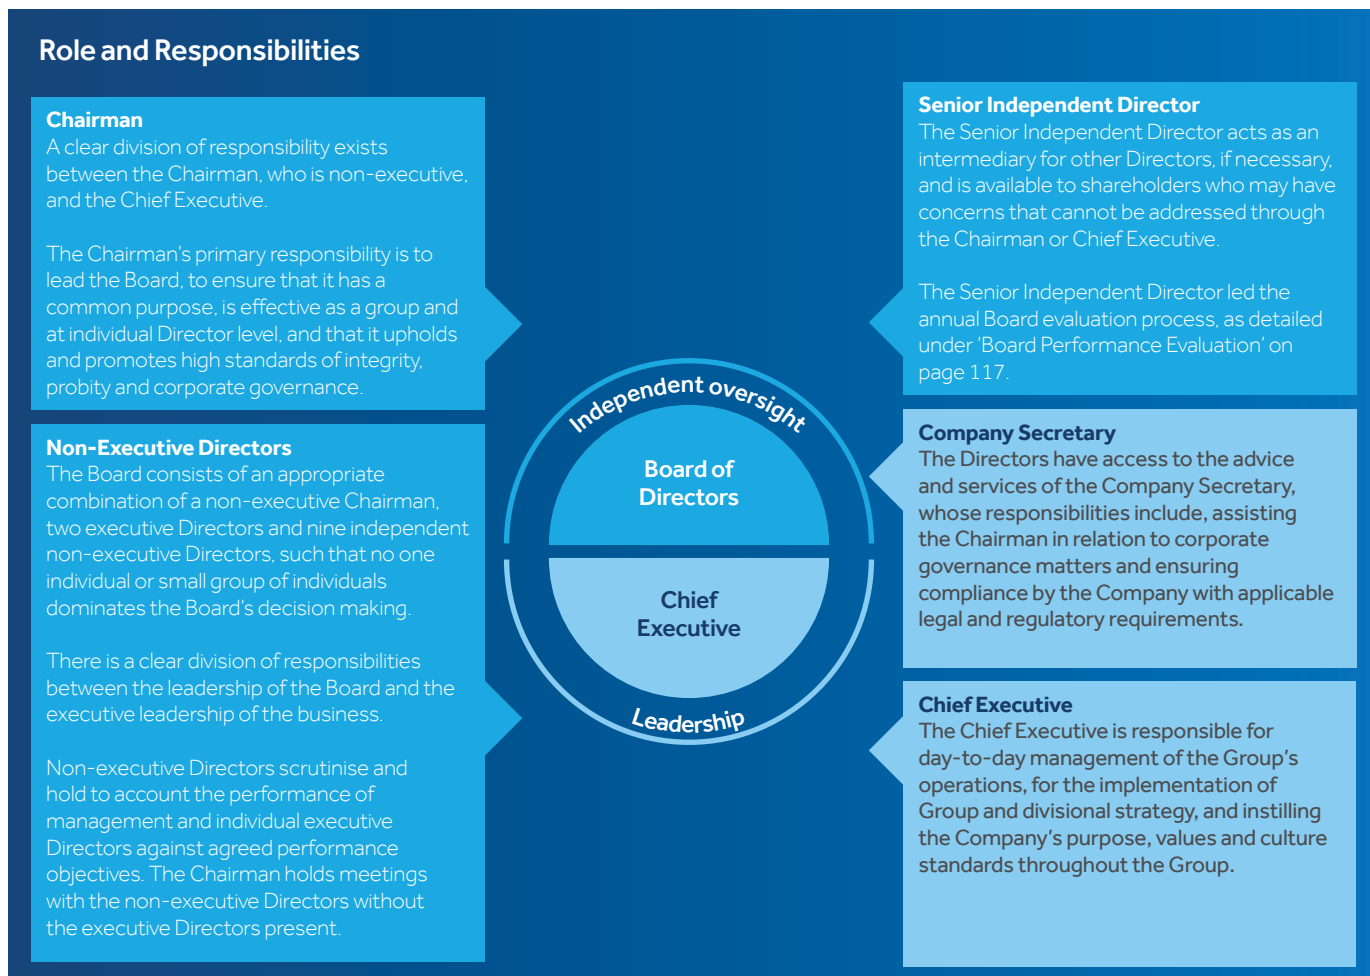 Role and Responsibilities
Chairman
A clear division of responsibility exists
between the Chairman, who is non-executive,
and the Chief Executive.
The Chairman's primary responsibility is to
lead the Board, to ensure that it has a
common purpose, is effective as a group and
at individual Director level, and that it upholds
and promotes high standards of integrity,
probity and corporate governance.
Non-Executive Directors
The Board consists of an appropriate
combination of a non-executive Chairman,
two executive Directors and nine independent
non-executive Directors, such that no one
individual or small group of individuals
dominates the Board's decision making.
There is a clear division of responsibilities
between the leadership of the Board and the
executive leadership of the business.
Non-executive Directors scrutinise and
hold to account the performance of
management and individual executive
Directors against agreed performance
objectives. The Chairman holds meetings
with the non-executive Directors without
the executive Directors present.
Independent oversight
Board of
Directors
Chief
Executive
Leadership
Senior Independent Director
The Senior Independent Director acts as an
intermediary for other Directors, if necessary,
and is available to shareholders who may have
concerns that cannot be addressed through
the Chairman or Chief Executive.
The Senior Independent Director led the
annual Board evaluation process, as detailed
under 'Board Performance Evaluation' on
page 117.
Company Secretary
The Directors have access to the advice
and services of the Company Secretary,
whose responsibilities include, assisting
the Chairman in relation to corporate
governance matters and ensuring
compliance by the Company with applicable
legal and regulatory requirements.
Chief Executive
The Chief Executive is responsible for
day-to-day management of the Group's
operations, for the implementation of
Group and divisional strategy, and instilling
the Company's purpose, values and culture
standards throughout the Group.